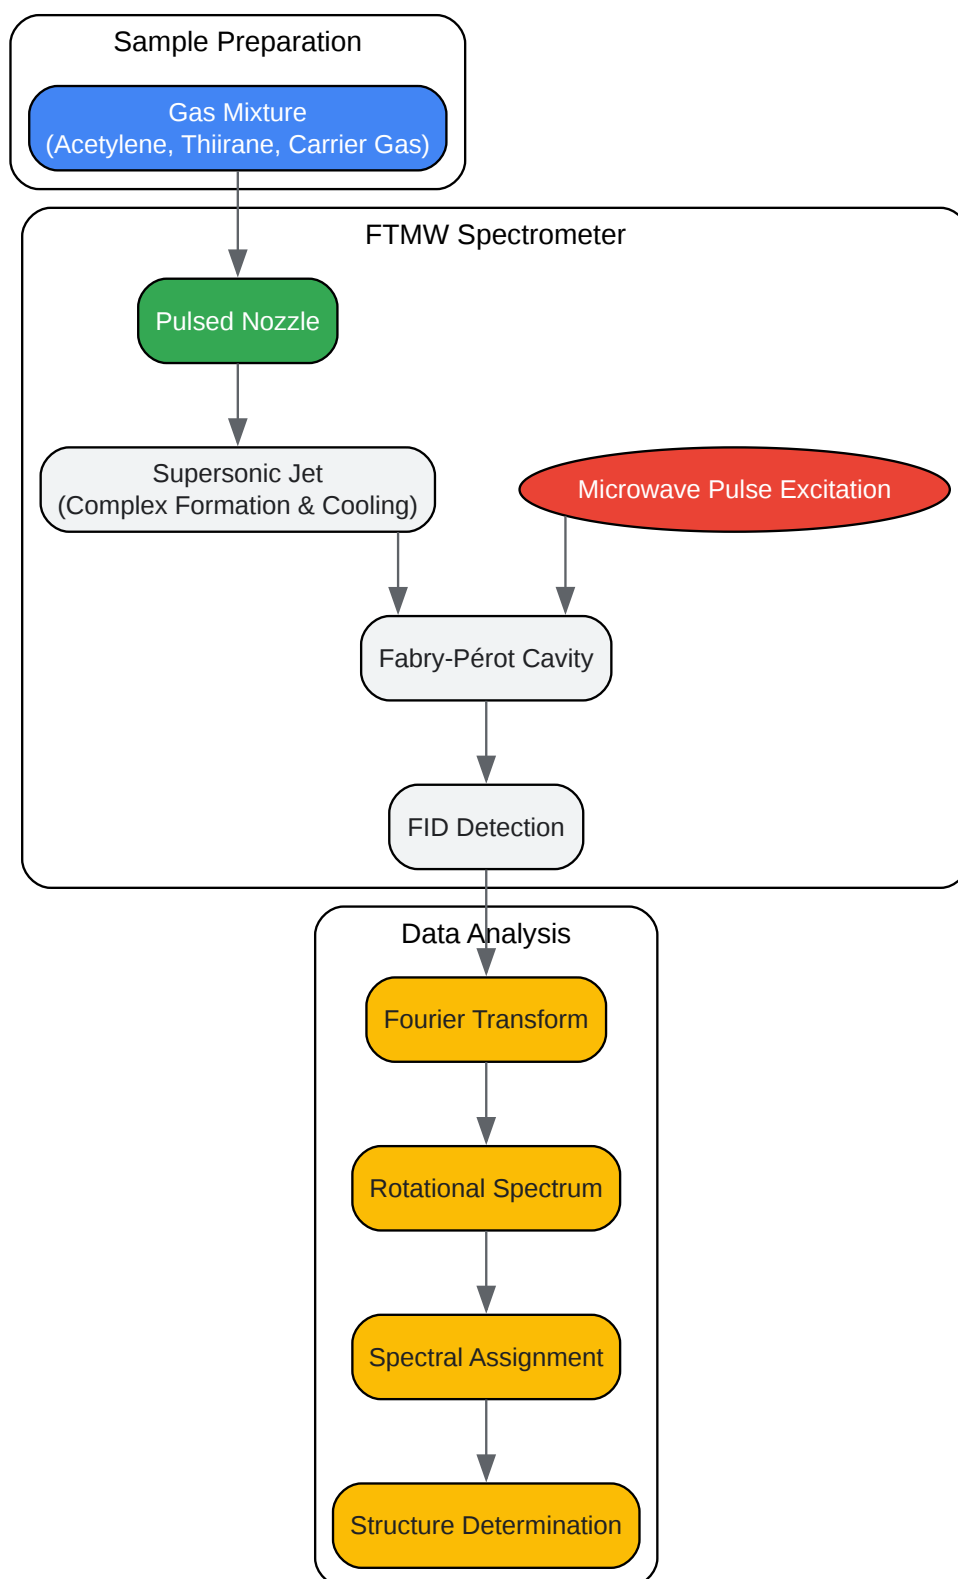 Sample Preparation
Gas Mixture
(Acetylene, Thiirane, Carrier Gas)
FTMW Spectrometer
Pulsed Nozzle
Supersonic Jet
(Complex Formation & Cooling)
Microwave Pulse Excitation
Fabry-Pérot Cavity
FID Detection
Data Analysis
Fourier Transform
Rotational Spectrum
Spectral Assignment
Structure Determination